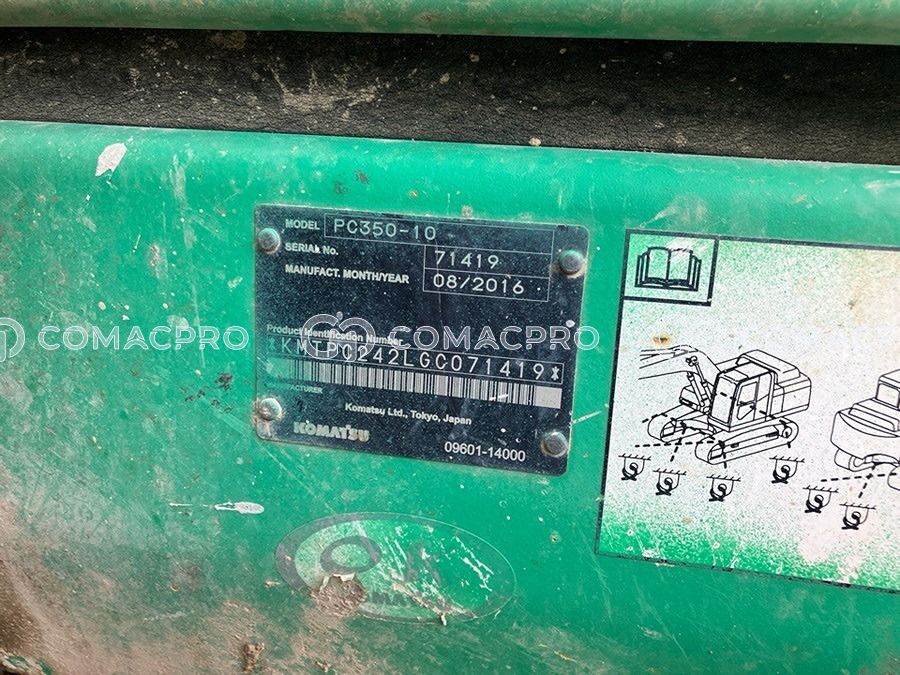 MODEL PC350-10
SERIAL No. 71419
MANUFACT. MONTH/YEAR 08/2016
Product Identification Number
COMACPRO COMACPRO
*KMTPC242LGC071419*
MANUFACTURER
Komatsu Ltd., Tokyo, Japan
KOMATSU 09601-14000